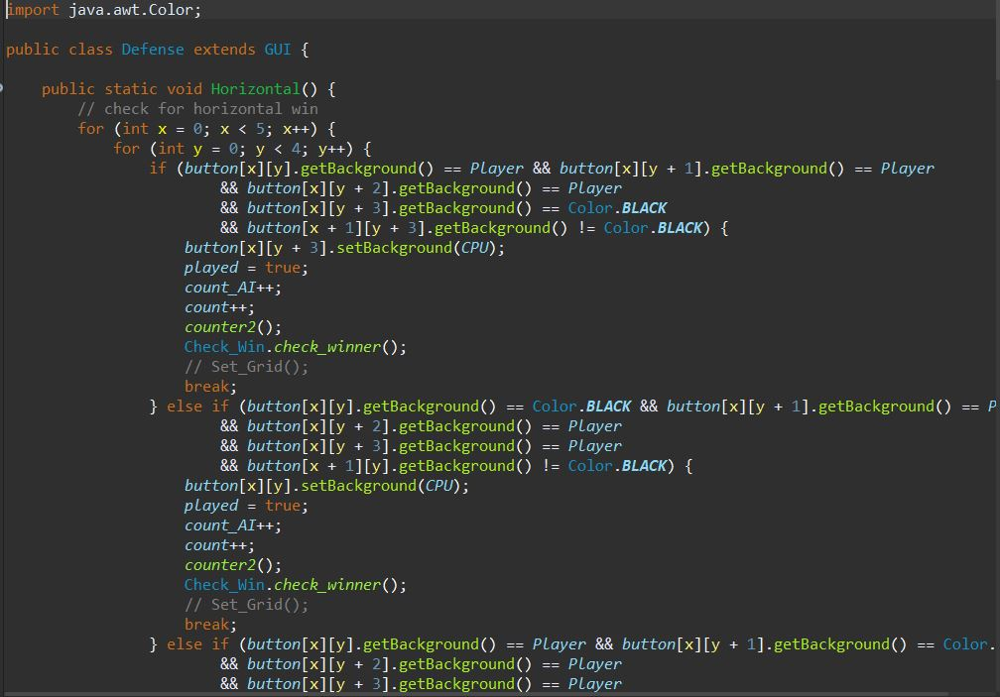 import java.awt.Color;
public class Defense extends GUI {
public static void Horizontal() {
// check for horizontal win
for (int x = 0; x < 5; x++) {
for (int y = 0; y < 4; y++) {
if (button[x][y].getBackground() == Player && button[x][y + 1].getBackground() == Player
&& button[x][y + 2].getBackground() == Player
&& button[x][y + 3].getBackground() == Color.BLACK
&& button[x + 1][y + 3].getBackground() != Color.BLACK) {
button[x][y + 3].setBackground(CPU);
played = true;
count_AI++;
count++;
counter2();
Check_Win.check_winner();
// Set_Grid();
break;
} else if (button[x][y].getBackground() == Color.BLACK && button[x][y + 1].getBackground() == P
&& button[x][y + 2].getBackground() == Player
&& button[x][y + 3].getBackground() == Player
&& button[x + 1][y].getBackground() != Color.BLACK) {
button[x][y].setBackground(CPU);
played = true;
count_AI++;
count++;
counter2();
Check_Win.check_winner();
// Set_Grid();
break;
} else if (button[x][y].getBackground() == Player && button[x][y + 1].getBackground() == Color.
&& button[x][y + 2].getBackground() == Player
&& button[x][y + 3].getBackground() == Player